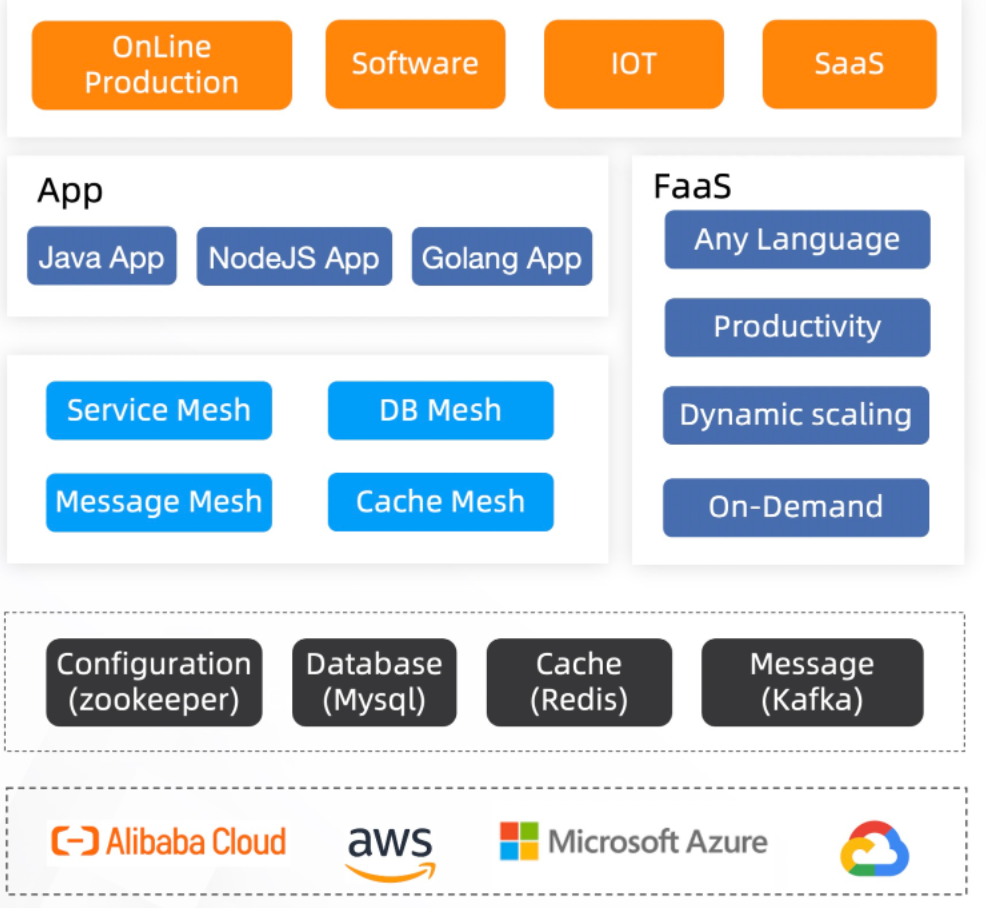 OnLine
Production
Software
IOT
SaaS
App
Java App
NodeJS App
Golang App
FaaS
Any Language
Productivity
Dynamic scaling
On-Demand
Service Mesh
DB Mesh
Message Mesh
Cache Mesh
Configuration
(zookeeper)
Database
(Mysql)
Cache
(Redis)
Message
(Kafka)
Alibaba Cloud
aws
Microsoft Azure